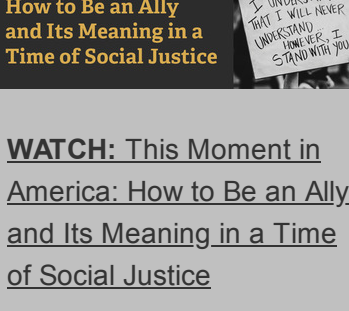 How to Be an Ally
and Its Meaning in a
Time of Social Justice
I UNDERSTAND
THAT I WILL NEVER
UNDERSTAND.
HOWEVER, I
STAND WITH YOU
WATCH: This Moment in
America: How to Be an Ally
and Its Meaning in a Time
of Social Justice